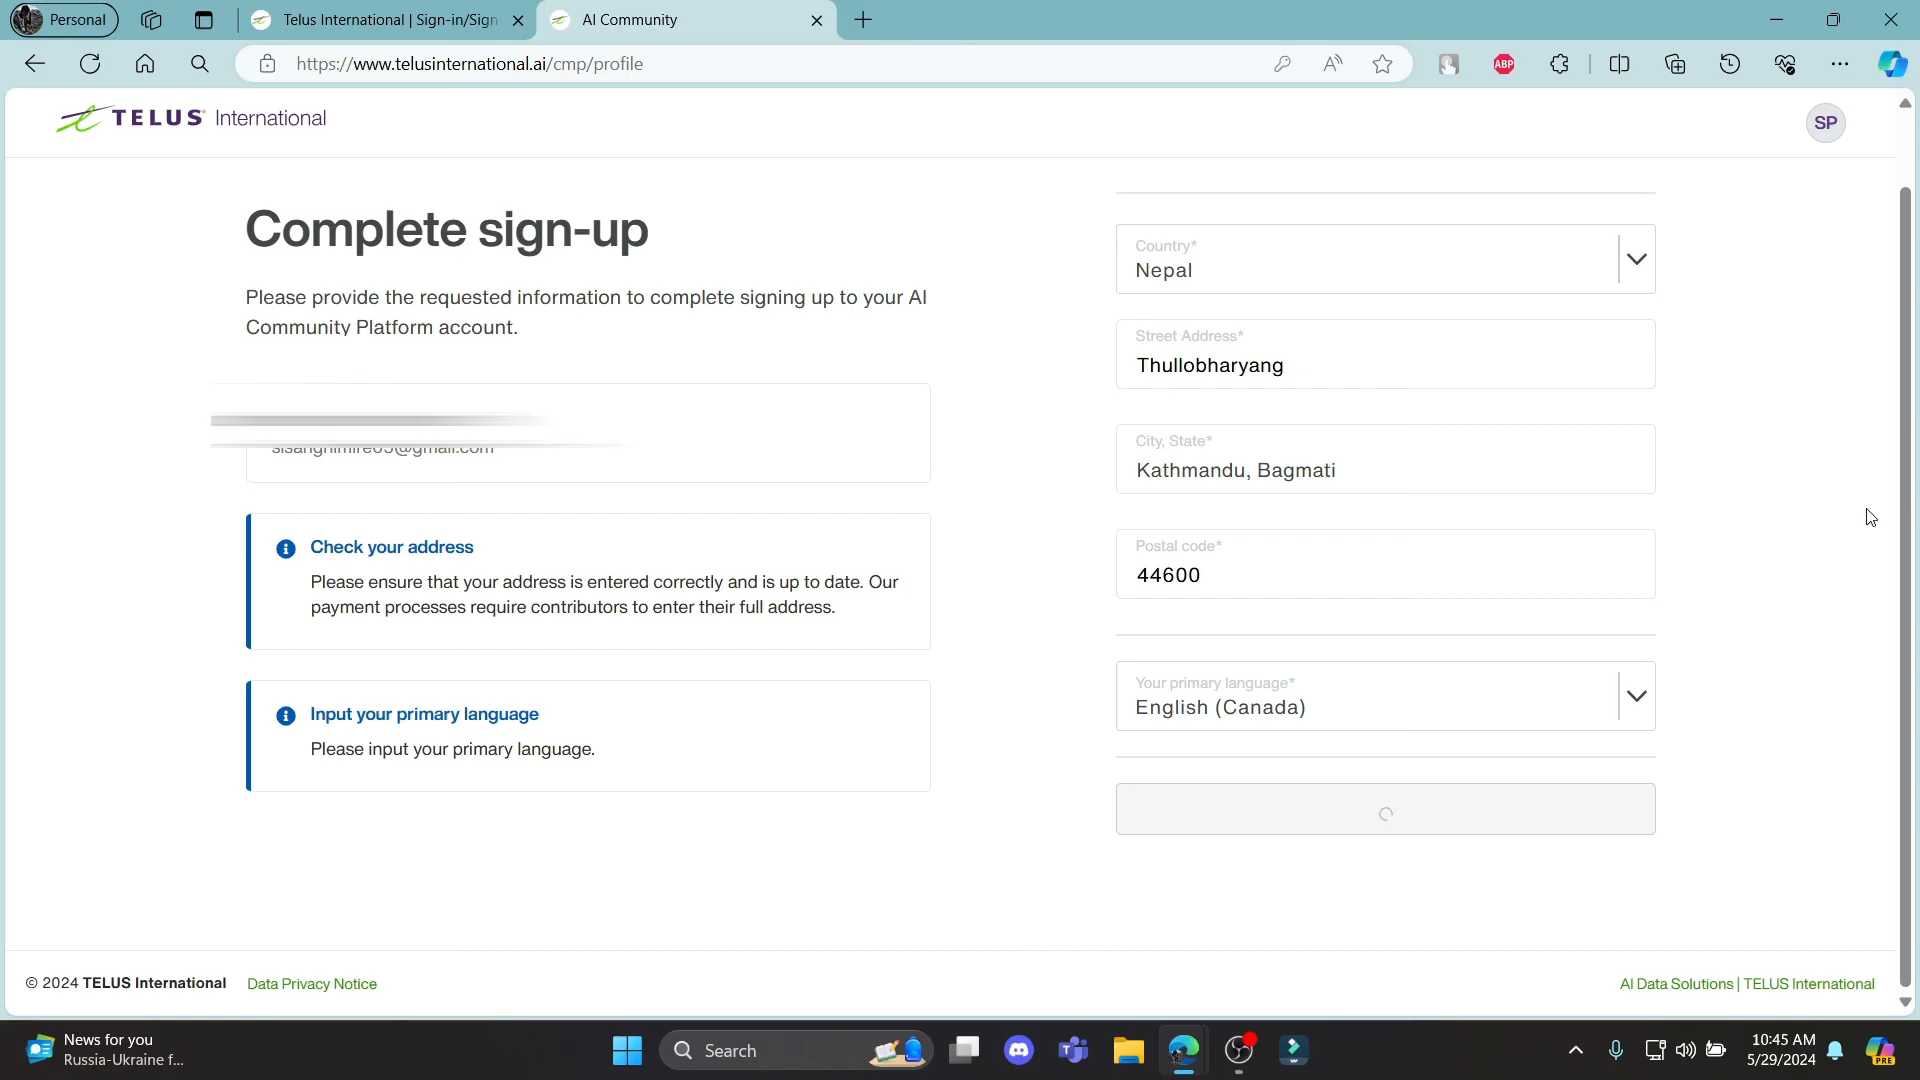 Personal
Telus International | Sign-in/Sign
AI Community
https://www.telusinternational.ai/cmp/profile
ABP
TELUS International
SP
Complete sign-up
Please provide the requested information to complete signing up to your AI
Community Platform account.
Check your address
Please ensure that your address is entered correctly and is up to date. Our
payment processes require contributors to enter their full address.
Input your primary language
Please input your primary language.
Country*
Nepal
Street Address*
Thullobharyang
City, State*
Kathmandu, Bagmati
Postal code*
44600
Your primary language*
English (Canada)
© 2024 TELUS International
Data Privacy Notice
AI Data Solutions | TELUS International
News for you
Russia-Ukraine f...
Search
10:45 AM
5/29/2024
PRE